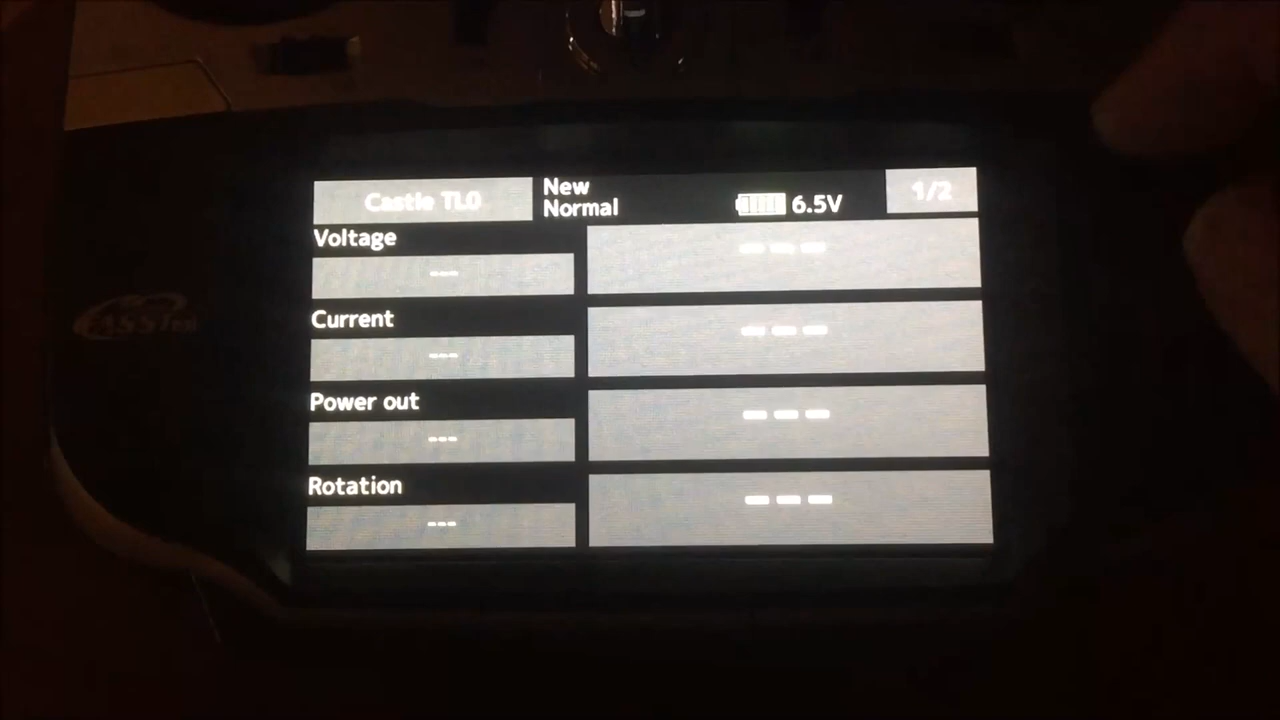 Castle TL0
New
Normal
6.5V
1/2
Voltage
---
---
Current
---
---
Power out
---
---
Rotation
---
---